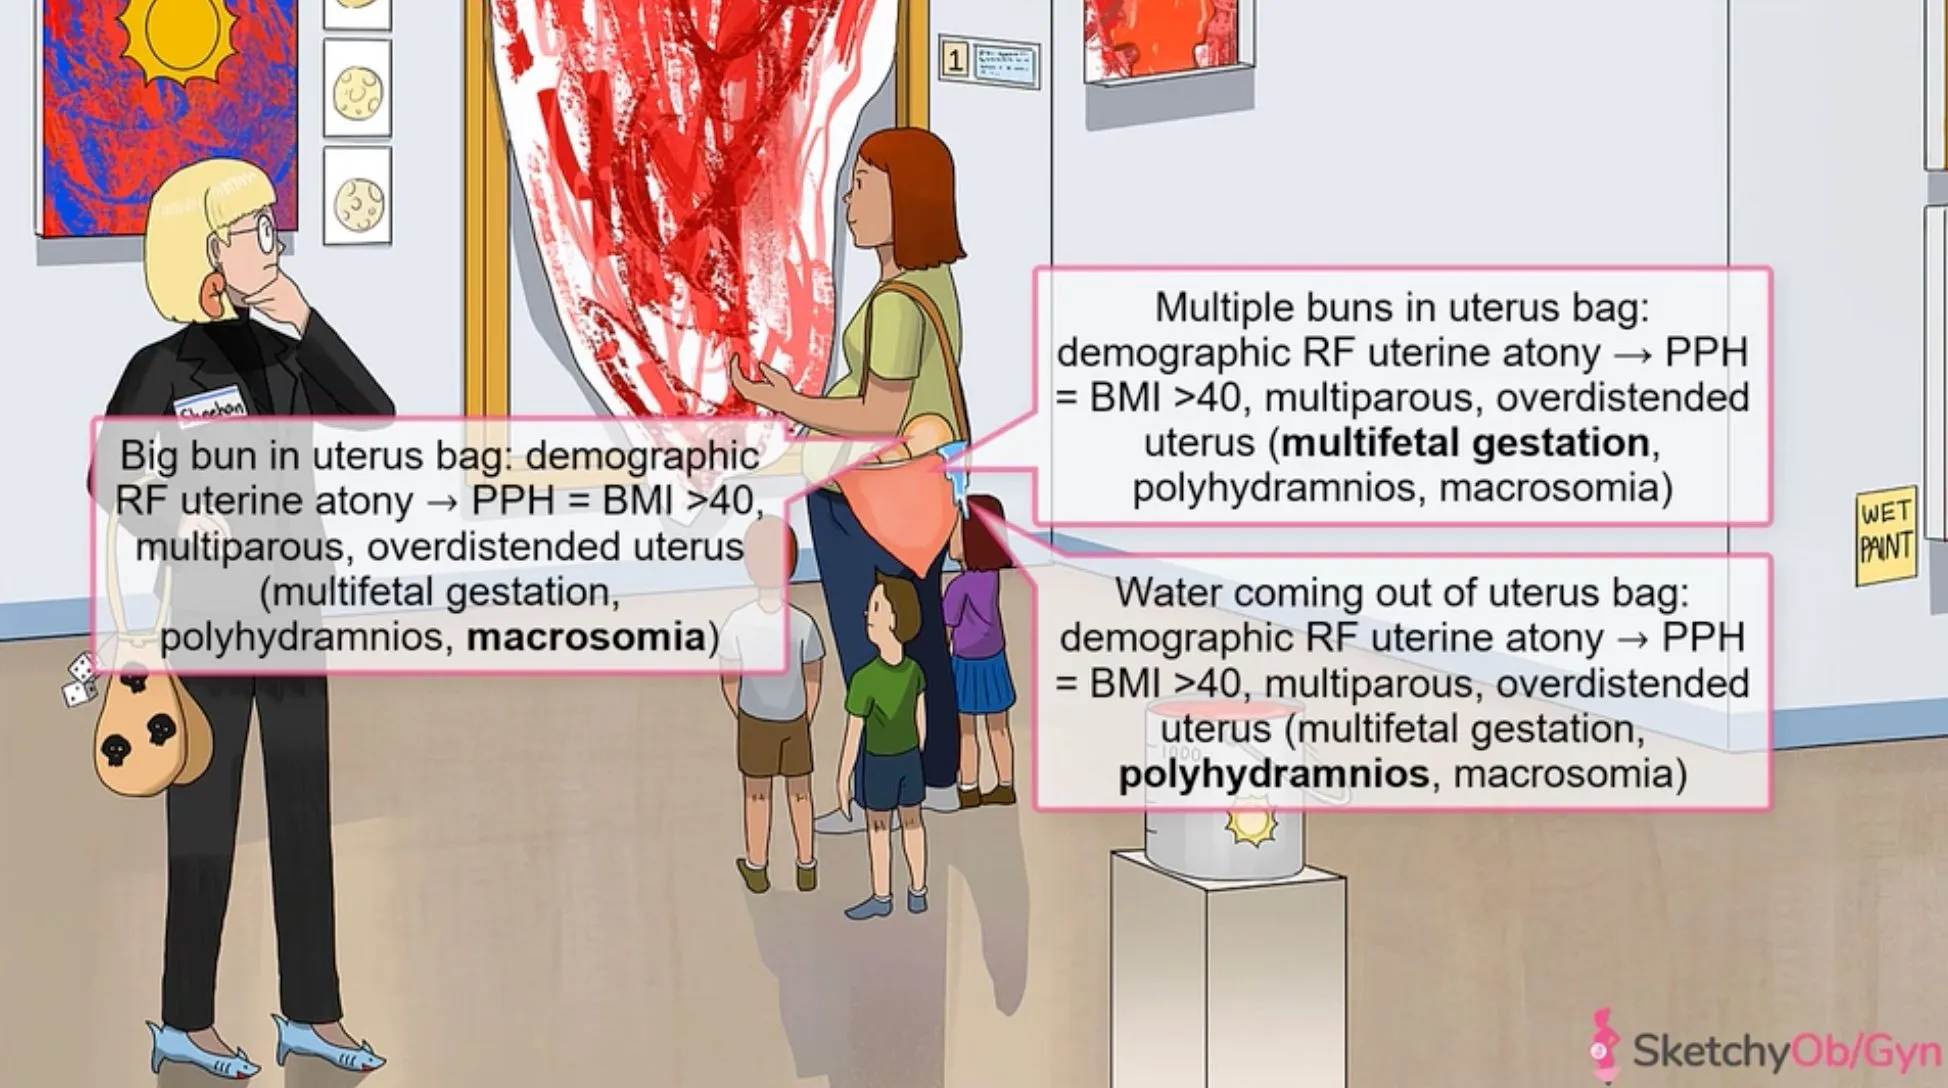 1
Sheehan
Multiple buns in uterus bag:
demographic RF uterine atony → PPH
= BMI >40, multiparous, overdistended
uterus (multifetal gestation,
polyhydramnios, macrosomia)
Big bun in uterus bag: demographic
RF uterine atony → PPH = BMI >40,
multiparous, overdistended uterus
(multifetal gestation,
polyhydramnios, macrosomia)
WET
PAINT
Water coming out of uterus bag:
demographic RF uterine atony → PPH
= BMI >40, multiparous, overdistended
uterus (multifetal gestation,
polyhydramnios, macrosomia)
1000
SketchyOb/Gyn